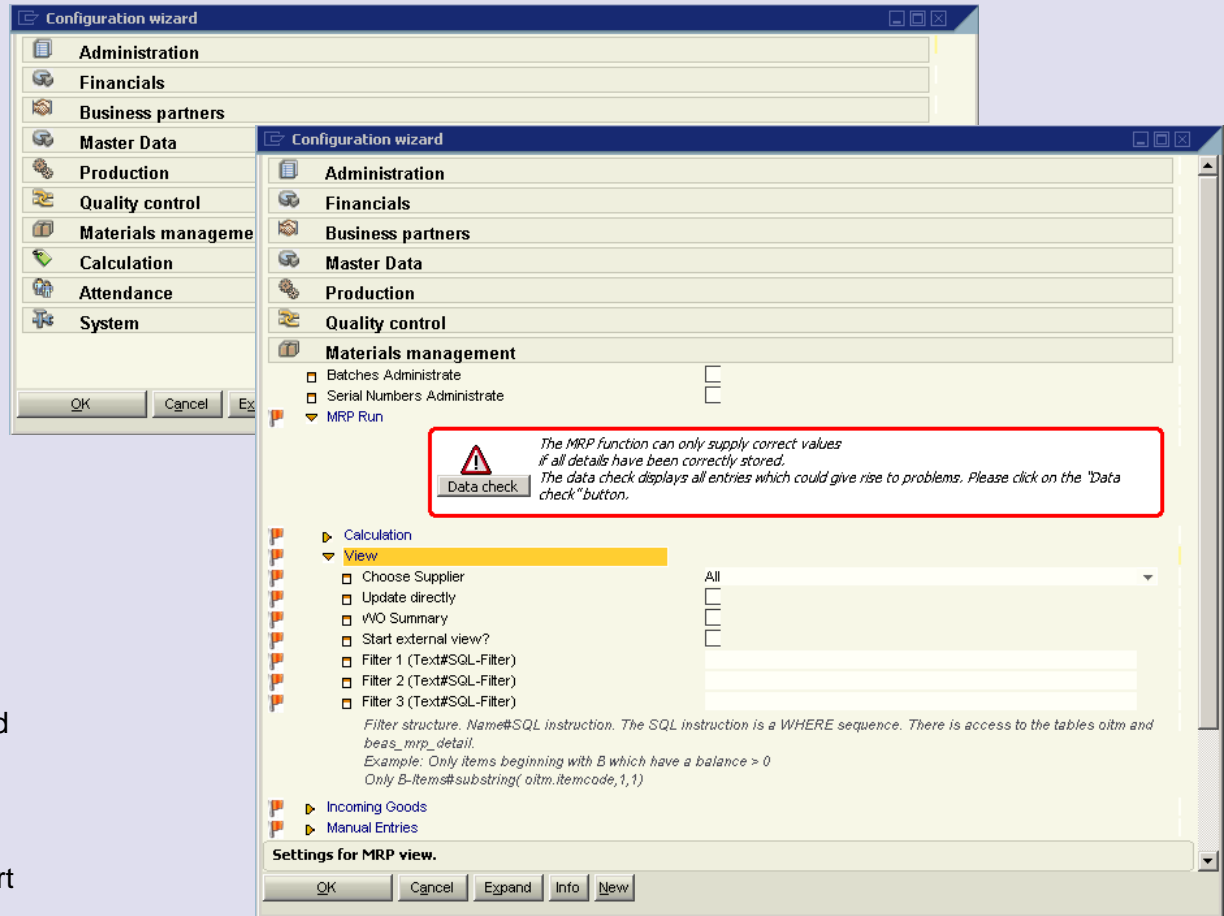 Configuration wizard
Administration
Financials
Business partners
Master Data
Production
Quality control
Materials manageme
Calculation
Attendance
System
OK
Cancel
Ex
Configuration wizard
Administration
Financials
Business partners
Master Data
Production
Quality control
Materials management
Batches Administrate
Serial Numbers Administrate
MRP Run
The MRP function can only supply correct values
if all details have been correctly stored.
Data check
The data check displays all entries which could give rise to problems. Please click on the "Data
check" button.
Calculation
View
Choose Supplier All
Update directly
WO Summary
Start external view?
Filter 1 (Text#SQL-Filter)
Filter 2 (Text#SQL-Filter)
Filter 3 (Text#SQL-Filter)
Filter structure. Name#SQL instruction. The SQL instruction is a WHERE sequence. There is access to the tables oitm and
beas_mrp_detail.
Example: Only items beginning with B which have a balance > 0
Only B-Items#substring( oitm.itemcode,1,1)
Incoming Goods
Manual Entries
Settings for MRP view.
OK Cancel Expand Info New
d
rt